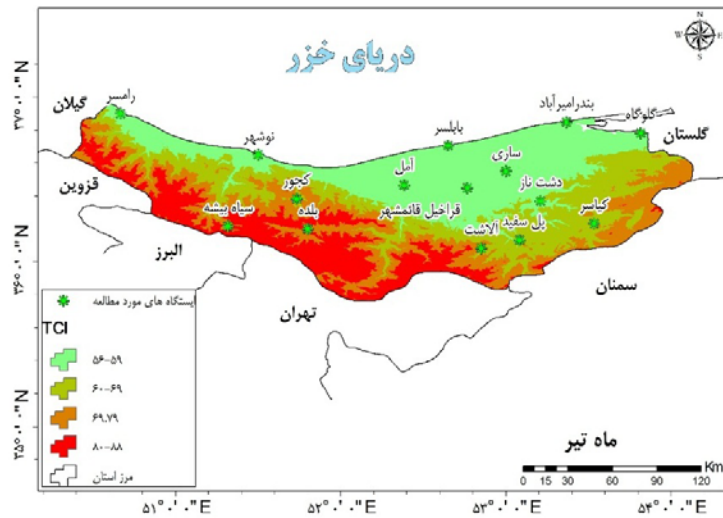 دریای خزر
N
W
E
S
۳۷°۰'۰"N
۳۶°۰'۰"N
۳۵°۰'۰"N
گیلان
رامسر
نوشهر
بابلسر
بندرامیرآباد
گلوگاه
گلستان
ساری
آمل
دشت ناز
کجور
قراخیل قائمشهر
کیاسر
پل سفید
آلاشت
بلده
سیاه بیشه
قزوین
البرز
تهران
سمنان
ایستگاه های مورد مطالعه
TCI
۵۶-۵۹
۶۰-۶۹
۶۹.۷۹
۸۰-۸۸
مرز استان
ماه تیر
0 15 30 60 90 120 Km
۵۱°۰'۰"E
۵۲°۰'۰"E
۵۳°۰'۰"E
۵۴°۰'۰"E